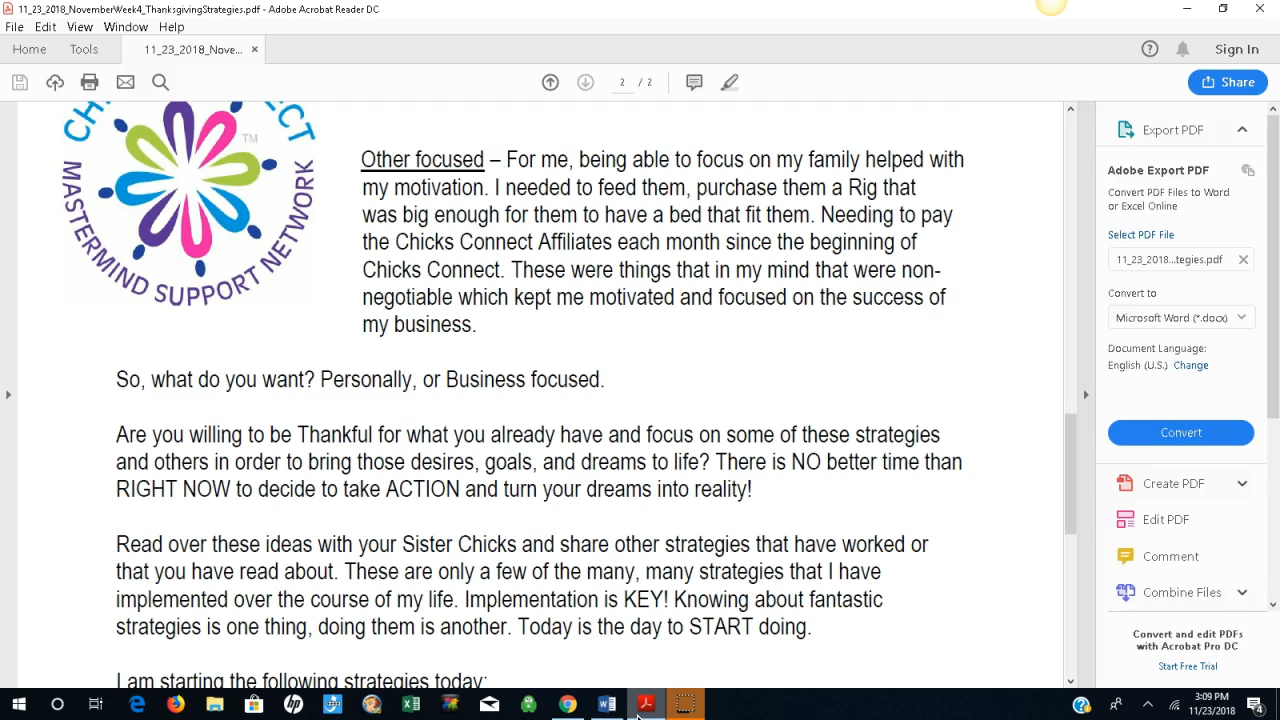 11_23_2018_NovemberWeek4_ThanksgivingStrategies.pdf - Adobe Acrobat Reader DC
File Edit View Window Help
Home Tools 11_23_2018_Nove... ×
Sign In
2 / 2
Share
MASTERMIND SUPPORT NETWORK
TM
Other focused – For me, being able to focus on my family helped with
my motivation. I needed to feed them, purchase them a Rig that
was big enough for them to have a bed that fit them. Needing to pay
the Chicks Connect Affiliates each month since the beginning of
Chicks Connect. These were things that in my mind that were non-
negotiable which kept me motivated and focused on the success of
my business.
So, what do you want? Personally, or Business focused.
Are you willing to be Thankful for what you already have and focus on some of these strategies
and others in order to bring those desires, goals, and dreams to life? There is NO better time than
RIGHT NOW to decide to take ACTION and turn your dreams into reality!
Read over these ideas with your Sister Chicks and share other strategies that have worked or
that you have read about. These are only a few of the many, many strategies that I have
implemented over the course of my life. Implementation is KEY! Knowing about fantastic
strategies is one thing, doing them is another. Today is the day to START doing.
I am starting the following strategies today:
Export PDF
Adobe Export PDF
Convert PDF Files to Word
or Excel Online
Select PDF File
11_23_2018...tegies.pdf
Convert to
Microsoft Word (*.docx)
Document Language:
English (U.S.) Change
Convert
Create PDF
Edit PDF
Comment
Combine Files
Convert and edit PDFs
with Acrobat Pro DC
Start Free Trial
3:09 PM
11/23/2018
4